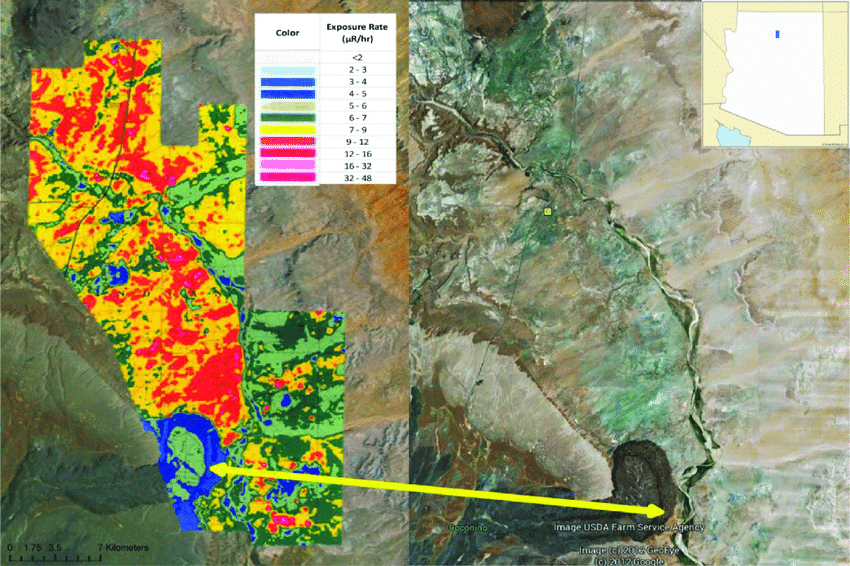 Color
Exposure Rate
(µR/hr)
<2
2 - 3
3 - 4
4 - 5
5 - 6
6 - 7
7 - 9
9 - 12
12 - 16
16 - 32
32 - 48
0 1.75 3.5 7 Kilometers
Coconino
Image USDA Farm Service Agency
Image (c) 2012 GeoEye
(c) 2012 Google